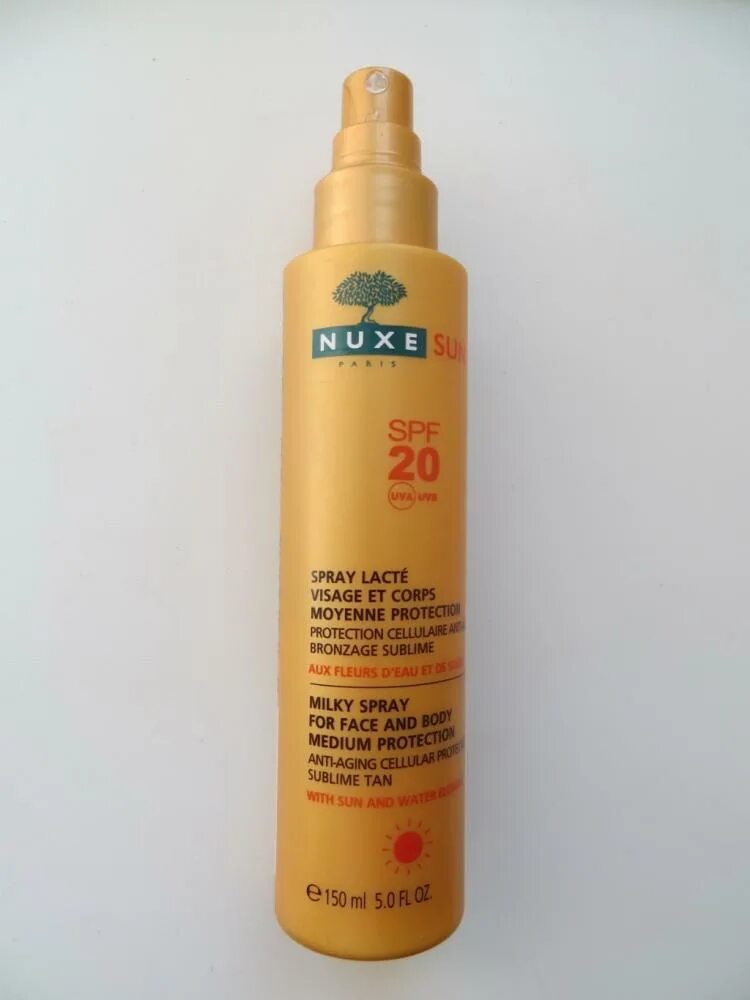 NUXE SUN
PARIS
SPF
20
UVA UVB
SPRAY LACTÉ
VISAGE ET CORPS
MOYENNE PROTECTION
PROTECTION CELLULAIRE ANTI-
BRONZAGE SUBLIME
AUX FLEURS D'EAU ET DE
MILKY SPRAY
FOR FACE AND BODY
MEDIUM PROTECTION
ANTI-AGING CELLULAR
SUBLIME TAN
WITH SUN AND WATER
e 150 ml 5.0 FL OZ.